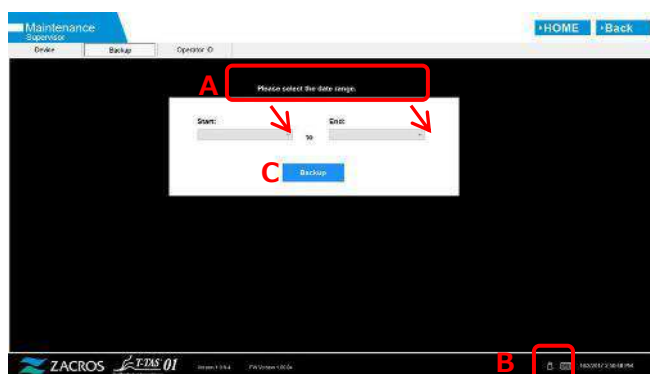 Maintenance
Supervisor
HOME
Back
Device
Backup
Operator ID
A
Please select the date range.
Start:
End:
to
C
Backup
B
ZACROS
T-TAS 01